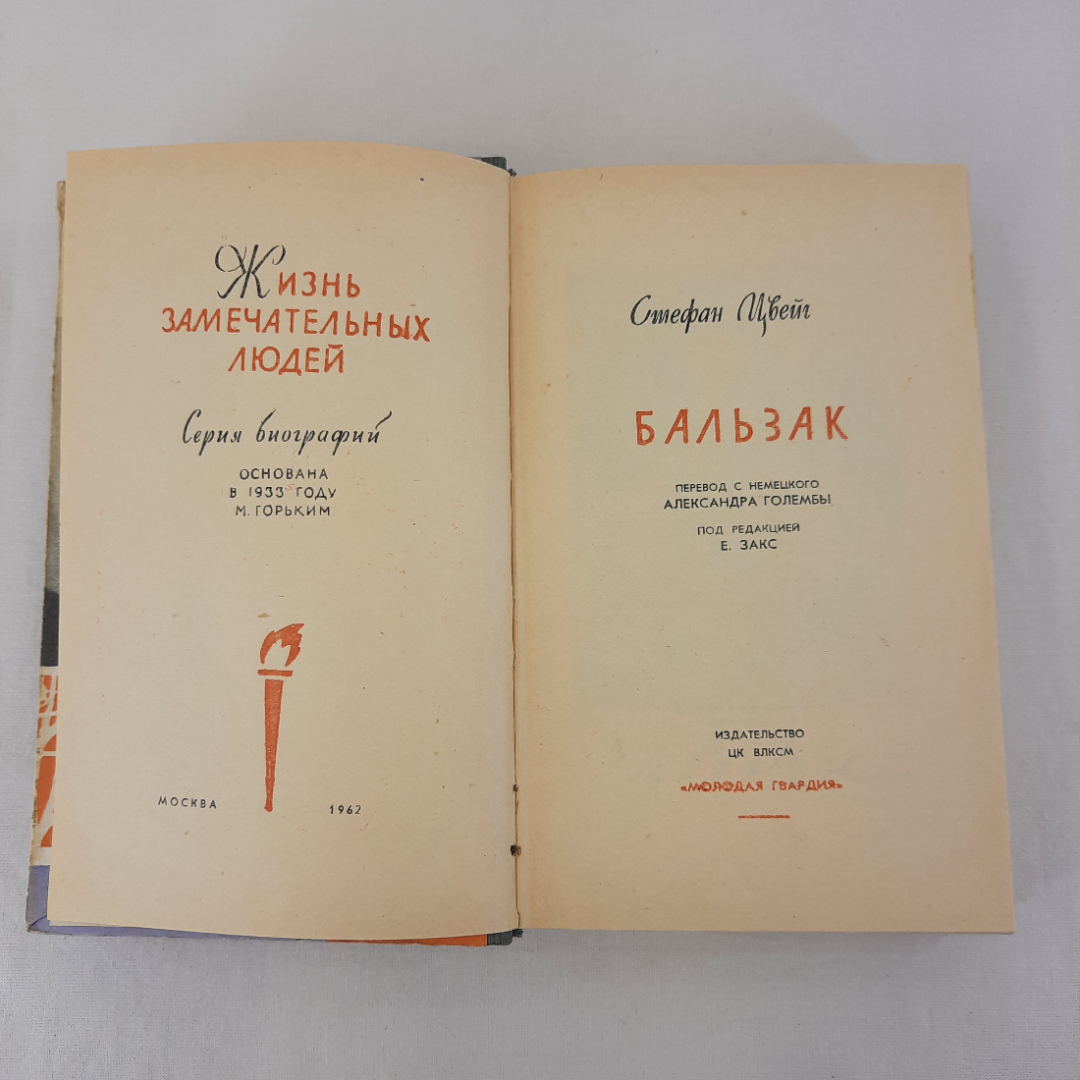 Жизнь
ЗАМЕЧАТЕЛЬНЫХ
ЛЮДЕЙ
Серия биографий
ОСНОВАНА
В 1933 ГОДУ
М. ГОРЬКИМ
МОСКВА 1962
Стефан Цвейг
БАЛЬЗАК
ПЕРЕВОД С НЕМЕЦКОГО
АЛЕКСАНДРА ГОЛЕМБЫ
ПОД РЕДАКЦИЕЙ
Е. ЗАКС
ИЗДАТЕЛЬСТВО
ЦК ВЛКСМ
«МОЛОДАЯ ГВАРДИЯ»